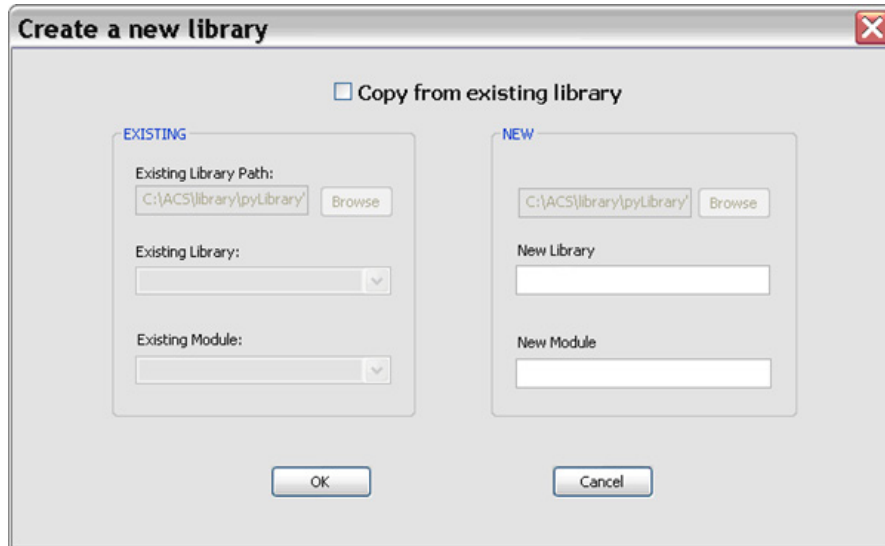 Create a new library
Copy from existing library
EXISTING
Existing Library Path:
C:\ACS\library\pyLibrary'
Browse
Existing Library:
Existing Module:
NEW
C:\ACS\library\pyLibrary'
Browse
New Library
New Module
OK
Cancel